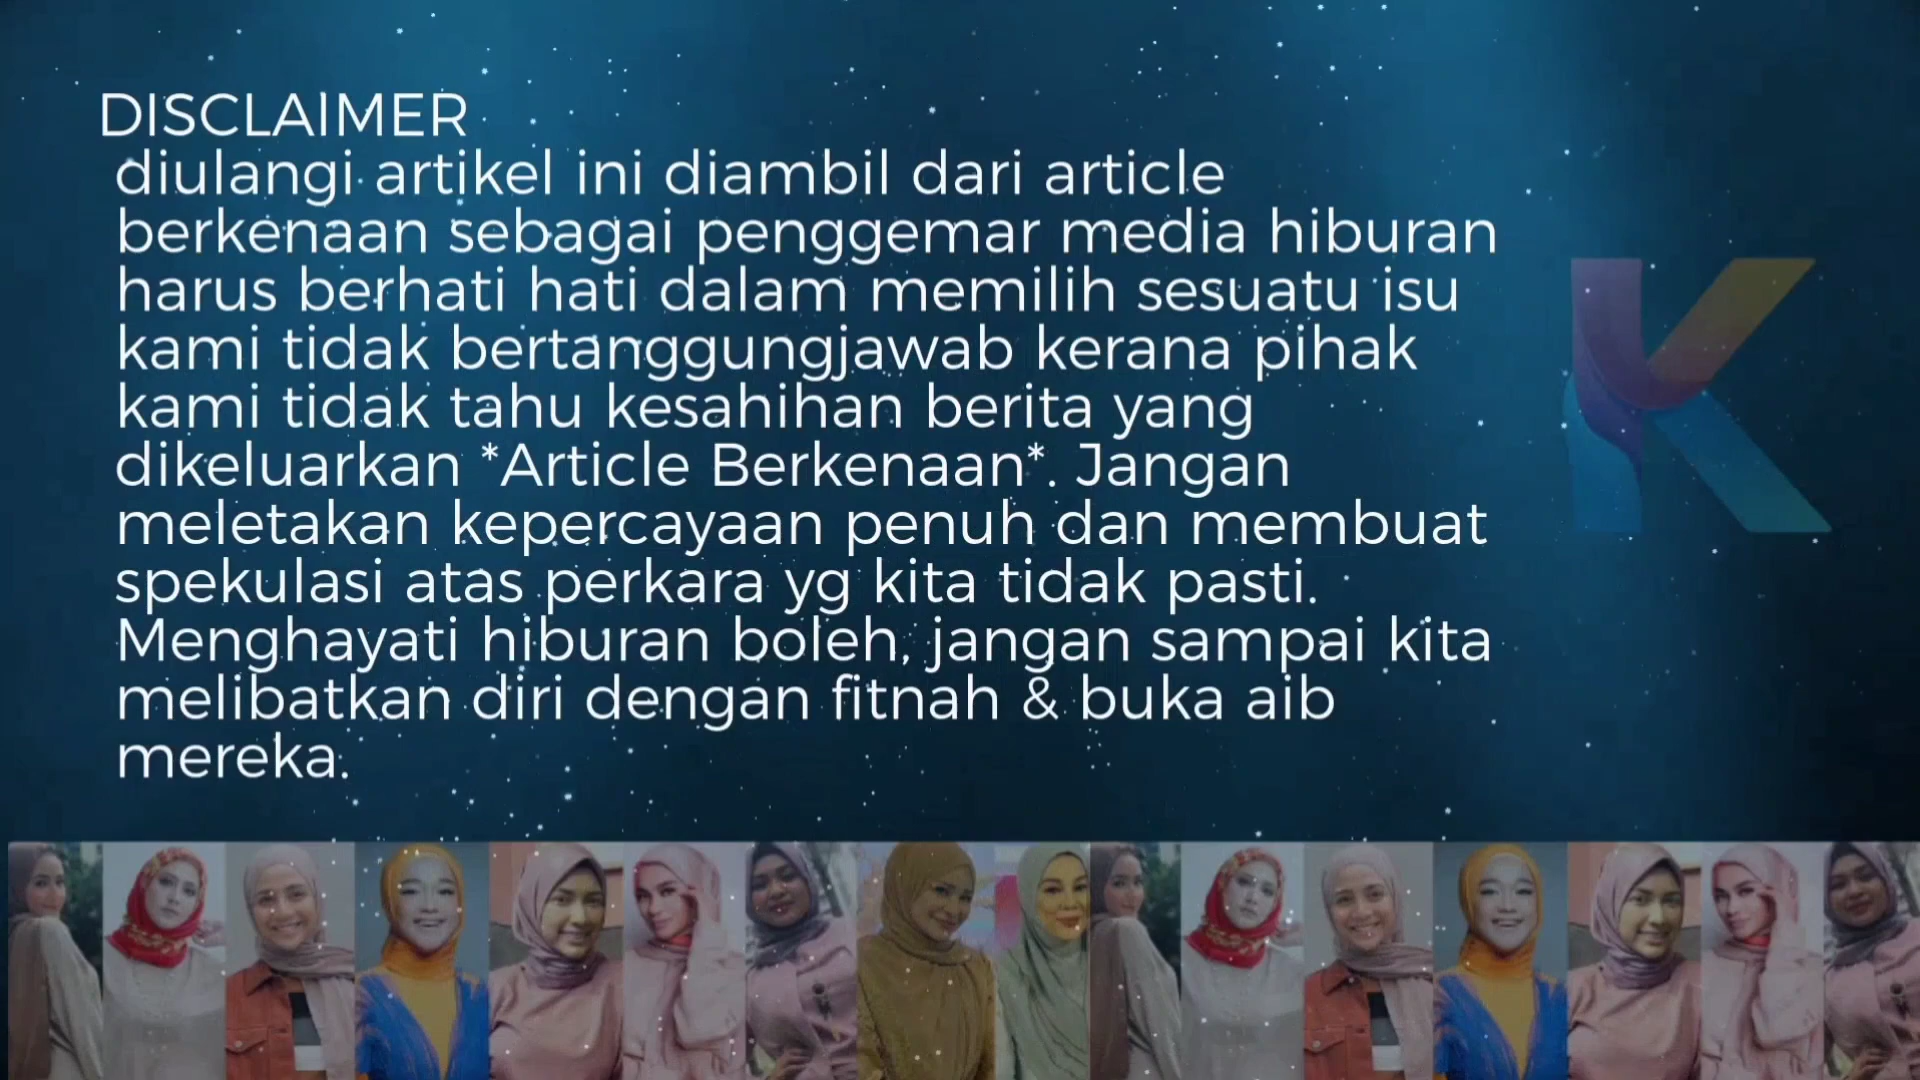 DISCLAIMER
diulangi artikel ini diambil dari article
berkenaan sebagai penggemar media hiburan
harus berhati hati dalam memilih sesuatu isu
kami tidak bertanggungjawab kerana pihak
kami tidak tahu kesahihan berita yang
dikeluarkan *Article Berkenaan*. Jangan
meletakan kepercayaan penuh dan membuat
spekulasi atas perkara yg kita tidak pasti.
Menghayati hiburan boleh, jangan sampai kita
melibatkan diri dengan fitnah & buka aib
mereka.
K